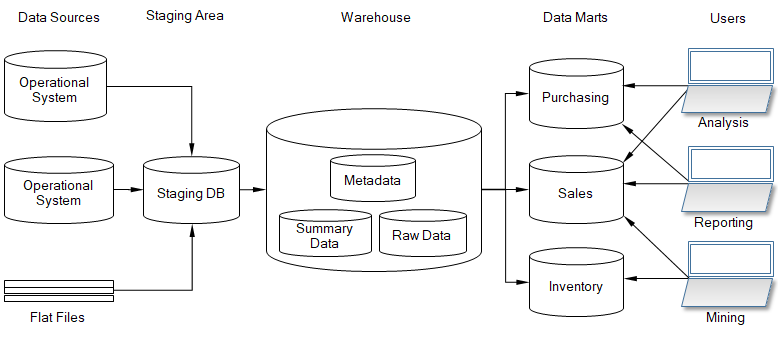 Data Sources
Staging Area
Warehouse
Data Marts
Users
Operational
System
Purchasing
Analysis
Operational
System
Staging DB
Metadata
Summary
Data
Raw Data
Sales
Reporting
Flat Files
Inventory
Mining